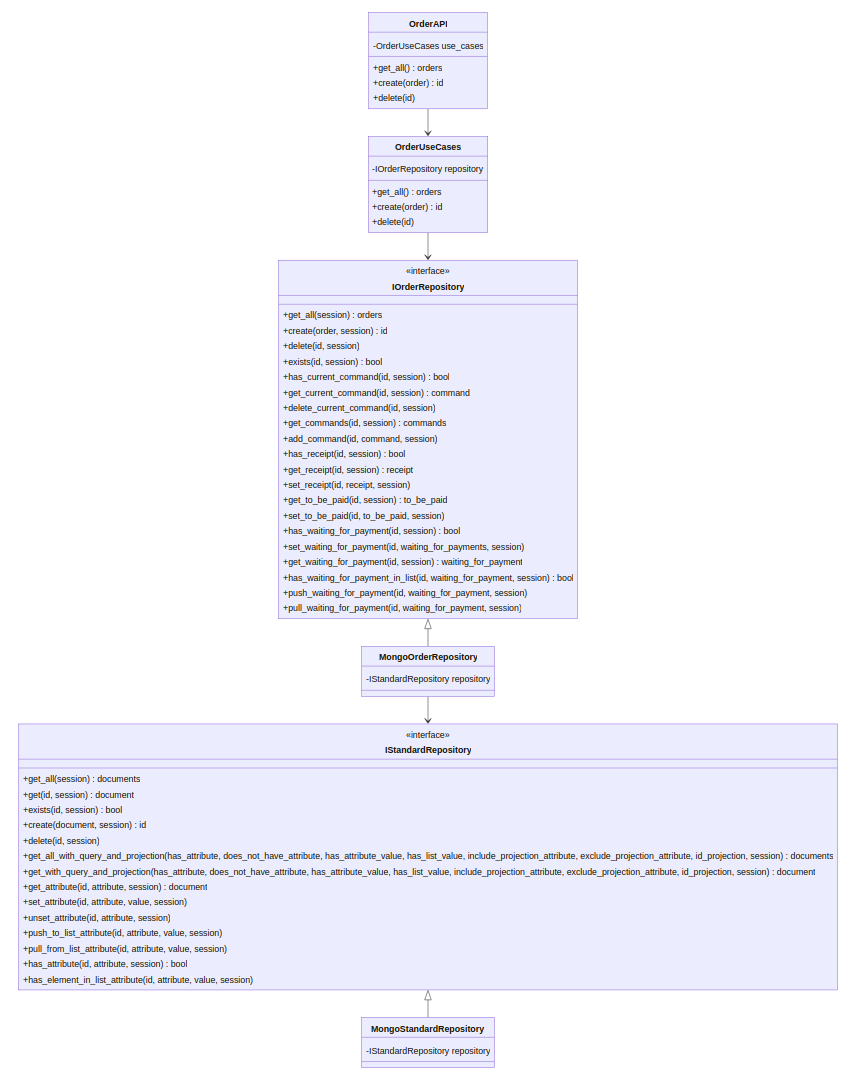 OrderAPI
-OrderUseCases use_cases
+get_all() : orders
+create(order) : id
+delete(id)
OrderUseCases
-IOrderRepository repository
+get_all() : orders
+create(order) : id
+delete(id)
«interface»
IOrderRepository
+get_all(session) : orders
+create(order, session) : id
+delete(id, session)
+exists(id, session) : bool
+has_current_command(id, session) : bool
+get_current_command(id, session) : command
+delete_current_command(id, session)
+get_commands(id, session) : commands
+add_command(id, command, session)
+has_receipt(id, session) : bool
+get_receipt(id, session) : receipt
+set_receipt(id, receipt, session)
+get_to_be_paid(id, session) : to_be_paid
+set_to_be_paid(id, to_be_paid, session)
+has_waiting_for_payment(id, session) : bool
+set_waiting_for_payment(id, waiting_for_payments, session)
+get_waiting_for_payment(id, session) : waiting_for_payment
+has_waiting_for_payment_in_list(id, waiting_for_payment, session) : bool
+push_waiting_for_payment(id, waiting_for_payment, session)
+pull_waiting_for_payment(id, waiting_for_payment, session)
MongoOrderRepository
-IStandardRepository repository
«interface»
IStandardRepository
+get_all(session) : documents
+get(id, session) : document
+exists(id, session) : bool
+create(document, session) : id
+delete(id, session)
+get_all_with_query_and_projection(has_attribute, does_not_have_attribute, has_attribute_value, has_list_value, include_projection_attribute, exclude_projection_attribute, id_projection, session) : documents
+get_with_query_and_projection(has_attribute, does_not_have_attribute, has_attribute_value, has_list_value, include_projection_attribute, exclude_projection_attribute, id_projection, session) : document
+get_attribute(id, attribute, session) : document
+set_attribute(id, attribute, value, session)
+unset_attribute(id, attribute, session)
+push_to_list_attribute(id, attribute, value, session)
+pull_from_list_attribute(id, attribute, value, session)
+has_attribute(id, attribute, session) : bool
+has_element_in_list_attribute(id, attribute, value, session)
MongoStandardRepository
-IStandardRepository repository